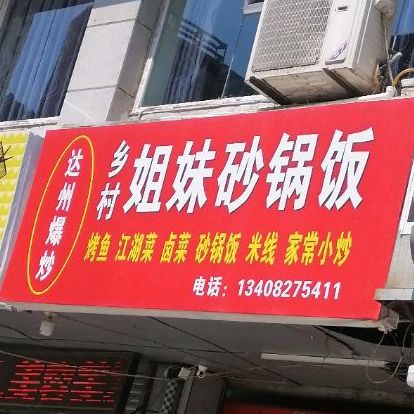 达州爆炒
乡村
姐妹砂锅饭
烤鱼 江湖菜 卤菜 砂锅饭 米线 家常小炒
电话：13408275411